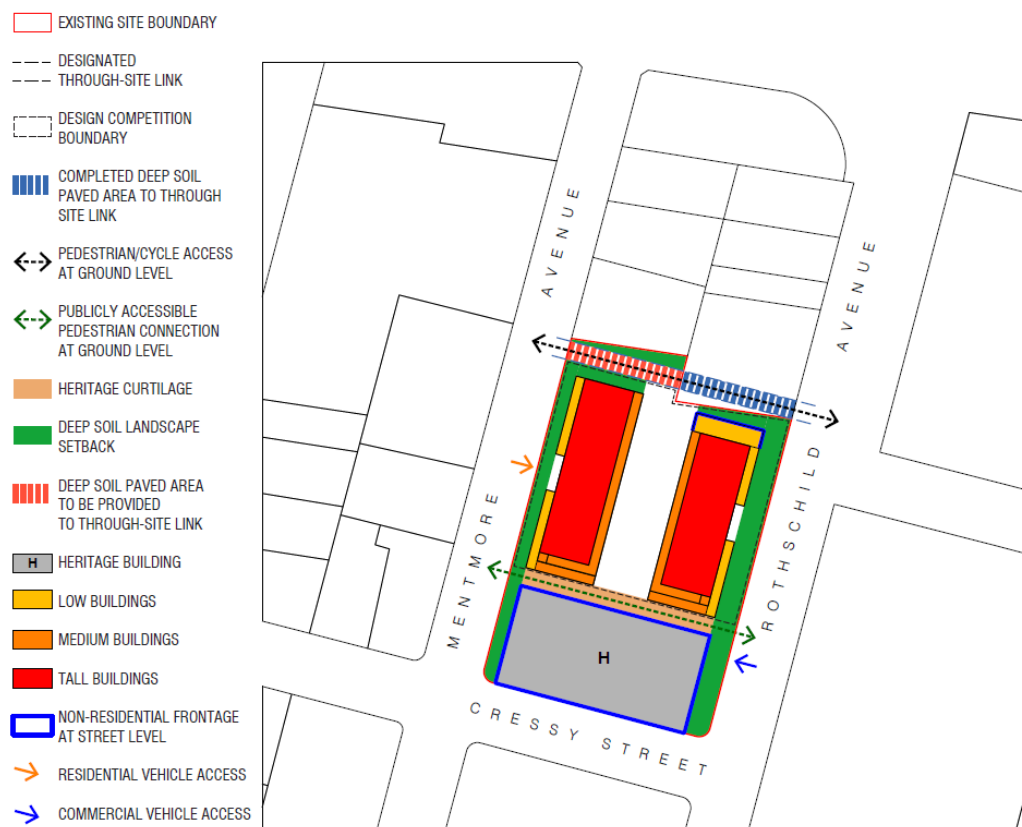 EXISTING SITE BOUNDARY
DESIGNATED
THROUGH-SITE LINK
DESIGN COMPETITION
BOUNDARY
COMPLETED DEEP SOIL
PAVED AREA TO THROUGH
SITE LINK
PEDESTRIAN/CYCLE ACCESS
AT GROUND LEVEL
PUBLICLY ACCESSIBLE
PEDESTRIAN CONNECTION
AT GROUND LEVEL
HERITAGE CURTILAGE
DEEP SOIL LANDSCAPE
SETBACK
DEEP SOIL PAVED AREA
TO BE PROVIDED
TO THROUGH-SITE LINK
H HERITAGE BUILDING
LOW BUILDINGS
MEDIUM BUILDINGS
TALL BUILDINGS
NON-RESIDENTIAL FRONTAGE
AT STREET LEVEL
RESIDENTIAL VEHICLE ACCESS
COMMERCIAL VEHICLE ACCESS
MENTMORE AVENUE
ROTHSCHILD AVENUE
H
CRESSY STREET